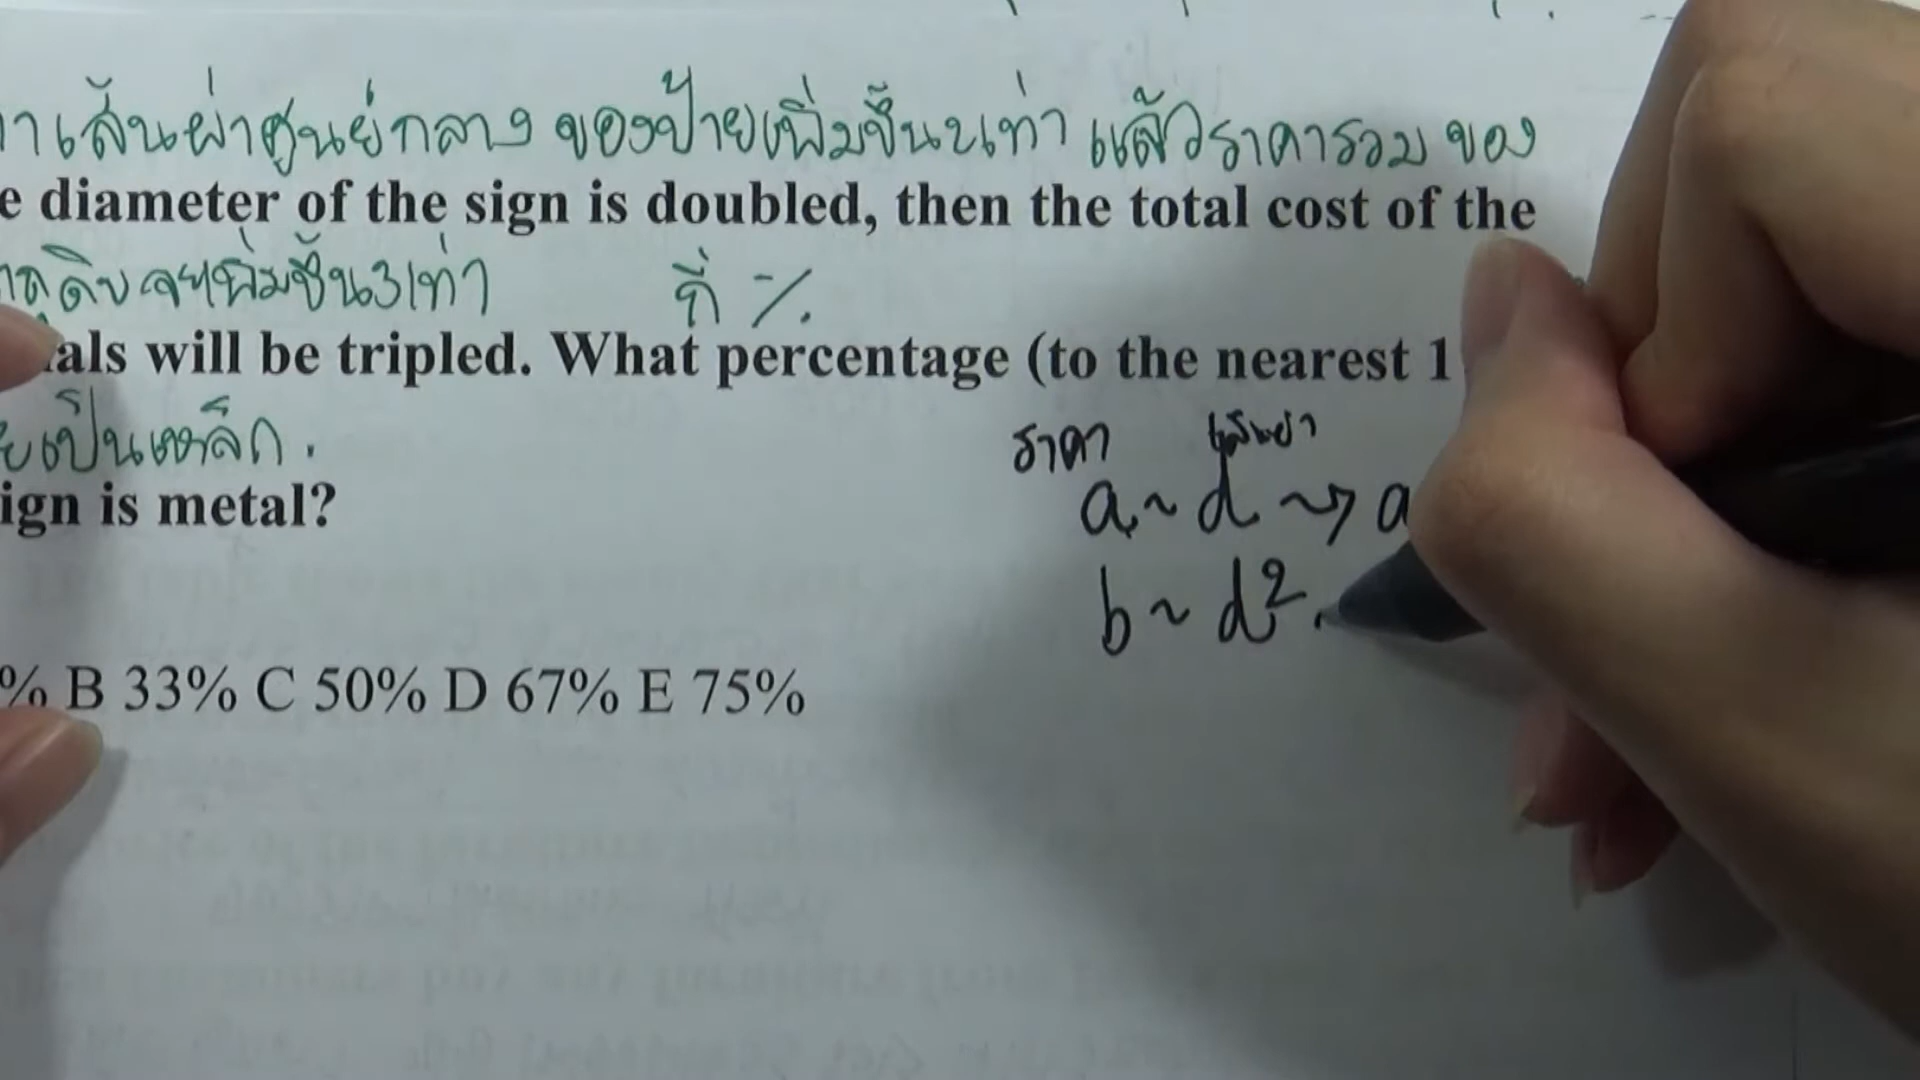 าเส้นผ่าศูนย์กลาง ของป้ายเพิ่มขึ้น2เท่า แล้วราคารวม ของ
e diameter of the sign is doubled, then the total cost of the
ดิบจะเพิ่มขึ้น3เท่า กี่ %.
als will be tripled. What percentage (to the nearest 1
เป็นเหล็ก.
ign is metal?
ราคา
a ~ d ~> a
b ~ d²
% B 33% C 50% D 67% E 75%